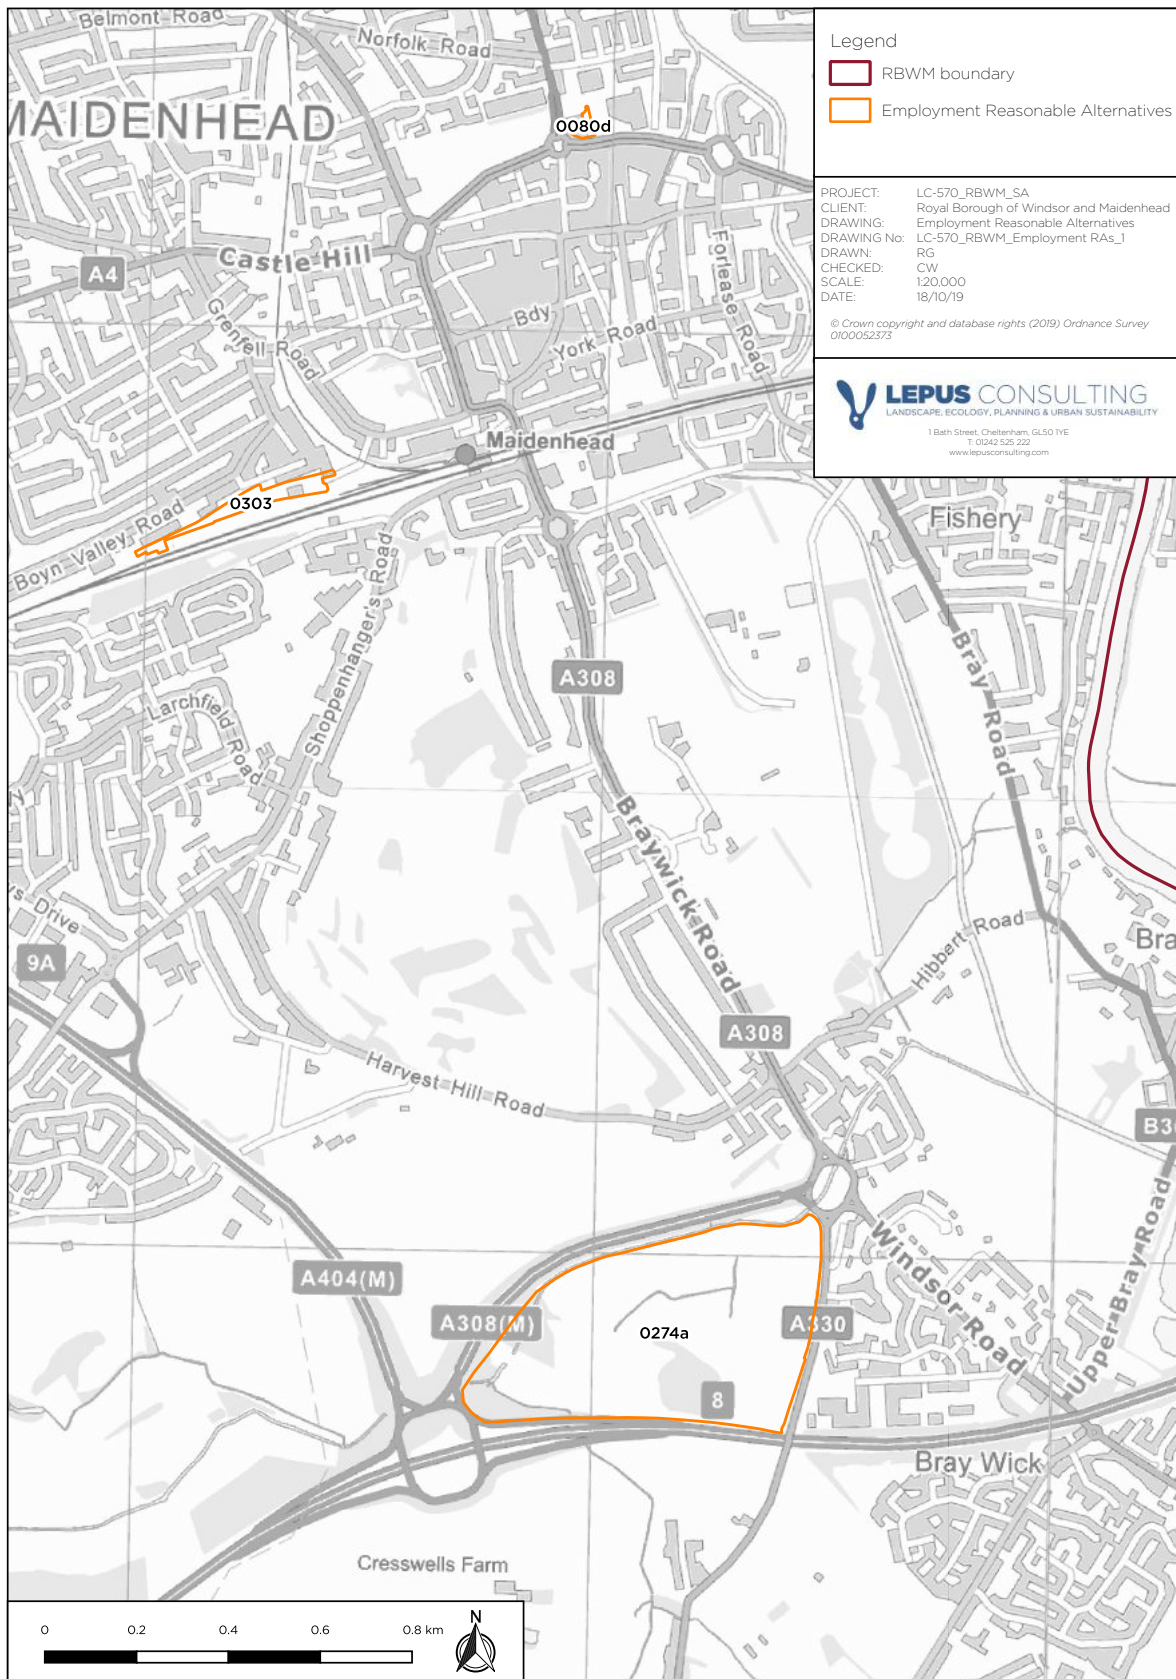 Belmont Road
Norfolk Road
MAIDENHEAD
0080d
Castle Hill
A4
Grenfell Road
Bdy
York Road
Forlease Road
Maidenhead
0303
Boyn Valley Road
Shoppenhanger's Road
Larchfield Road
A308
Fishery
Bray Road
Braywick Road
ys Drive
9A
Hibbert Road
Bra
A308
Harvest Hill Road
B3
A404(M)
A308(M)
0274a
A330
8
Windsor Road
Upper Bray Road
Bray Wick
Cresswells Farm
0 0.2 0.4 0.6 0.8 km
N
Legend
RBWM boundary
Employment Reasonable Alternatives
PROJECT: LC-570_RBWM_SA
CLIENT: Royal Borough of Windsor and Maidenhead
DRAWING: Employment Reasonable Alternatives
DRAWING No: LC-570_RBWM_Employment RAs_1
DRAWN: RG
CHECKED: CW
SCALE: 1:20,000
DATE: 18/10/19
© Crown copyright and database rights (2019) Ordnance Survey
0100052373
LEPUS CONSULTING
LANDSCAPE, ECOLOGY, PLANNING & URBAN SUSTAINABILITY
1 Bath Street, Cheltenham, GL50 1YE
T: 01242 525 222
www.lepusconsulting.com